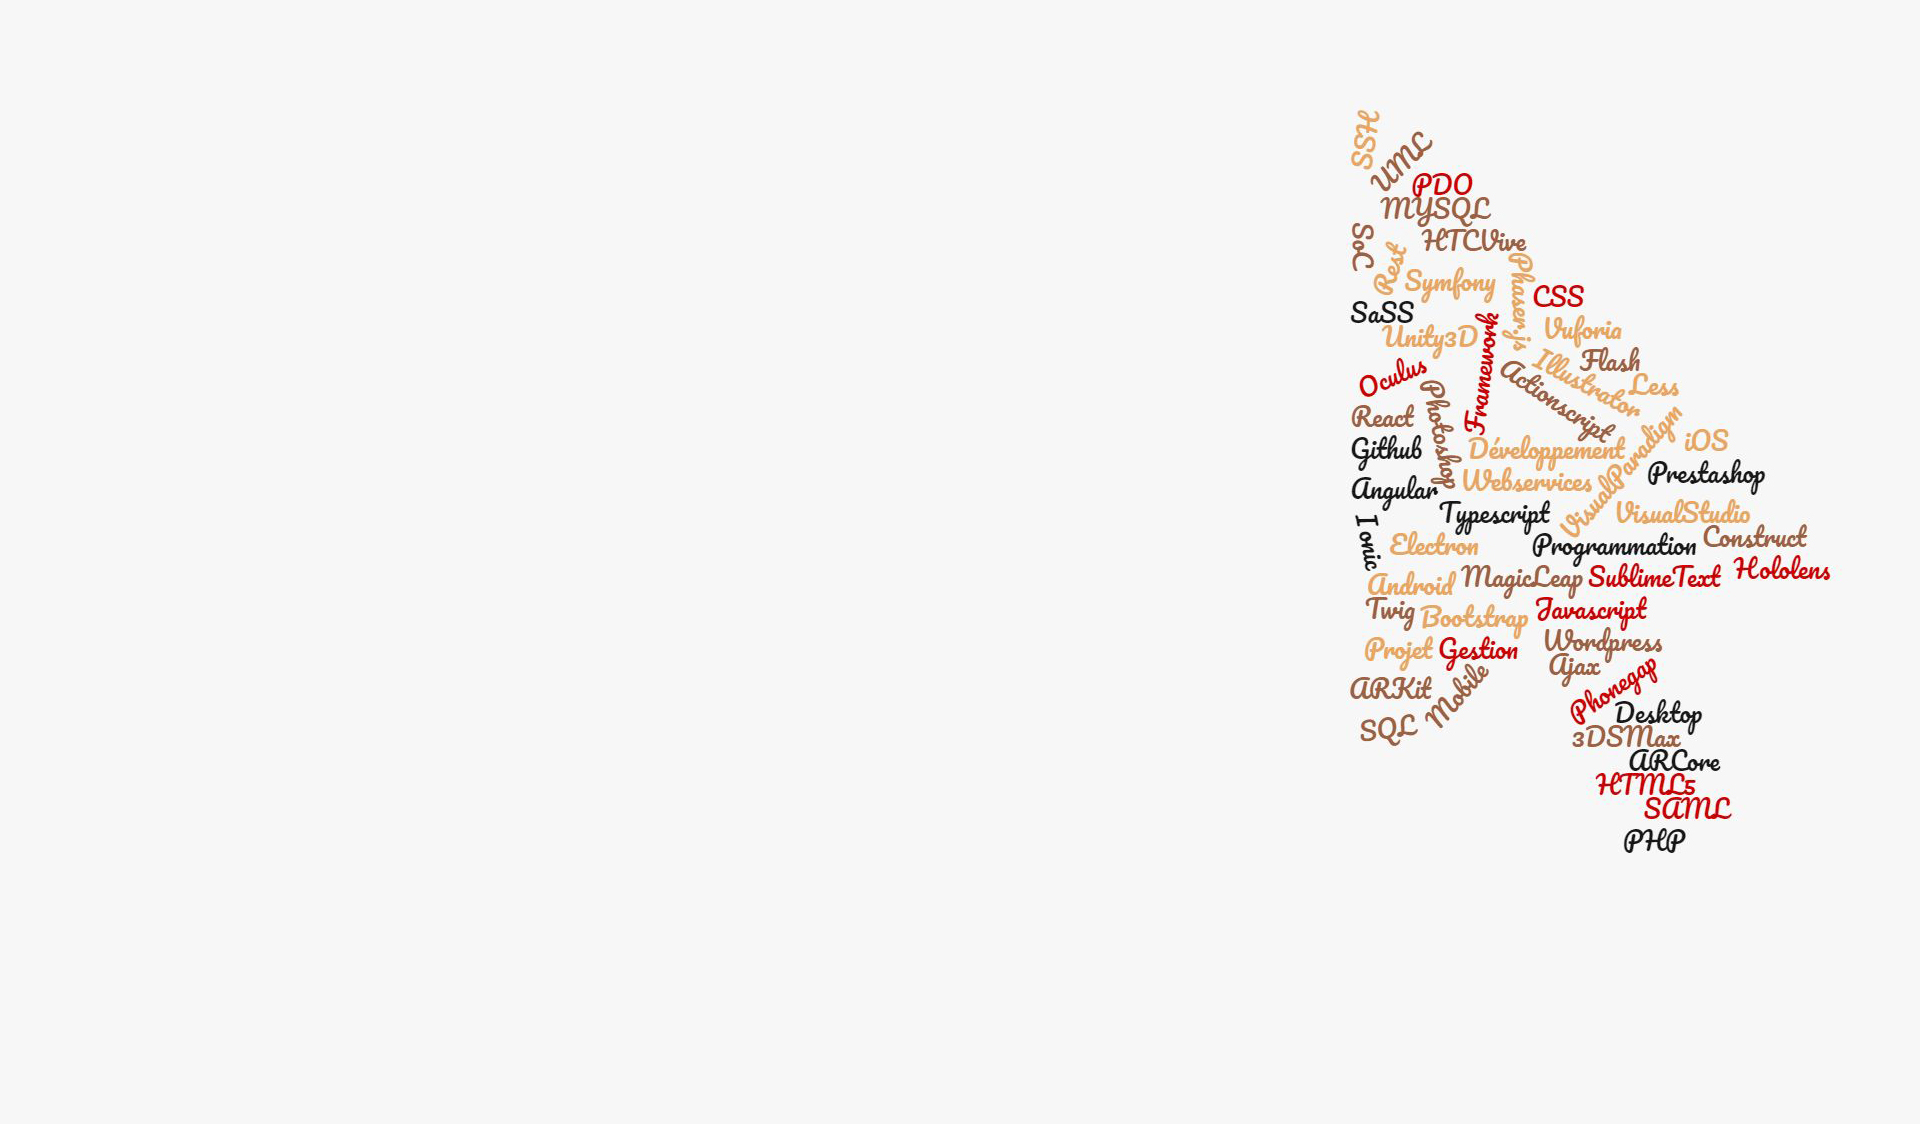 SSH
UML
PDO
MYSQL
SoC
HTCVive
Rest
Symfony
Phaser.js
CSS
SaSS
Unity3D
Framework
Vuforia
Flash
Illustrator
Less
Oculus
Photoshop
Actionscript
React
Github
Développement
VisualParadigm
iOS
Angular
Webservices
Prestashop
Typescript
VisualStudio
Ionic
Electron
Programmation
Construct
Android
MagicLeap
SublimeText
Hololens
Twig
Bootstrap
Javascript
Projet
Gestion
Wordpress
Ajax
ARKit
Mobile
Phonegap
SQL
Desktop
3DSMax
ARCore
HTML5
SAML
PHP